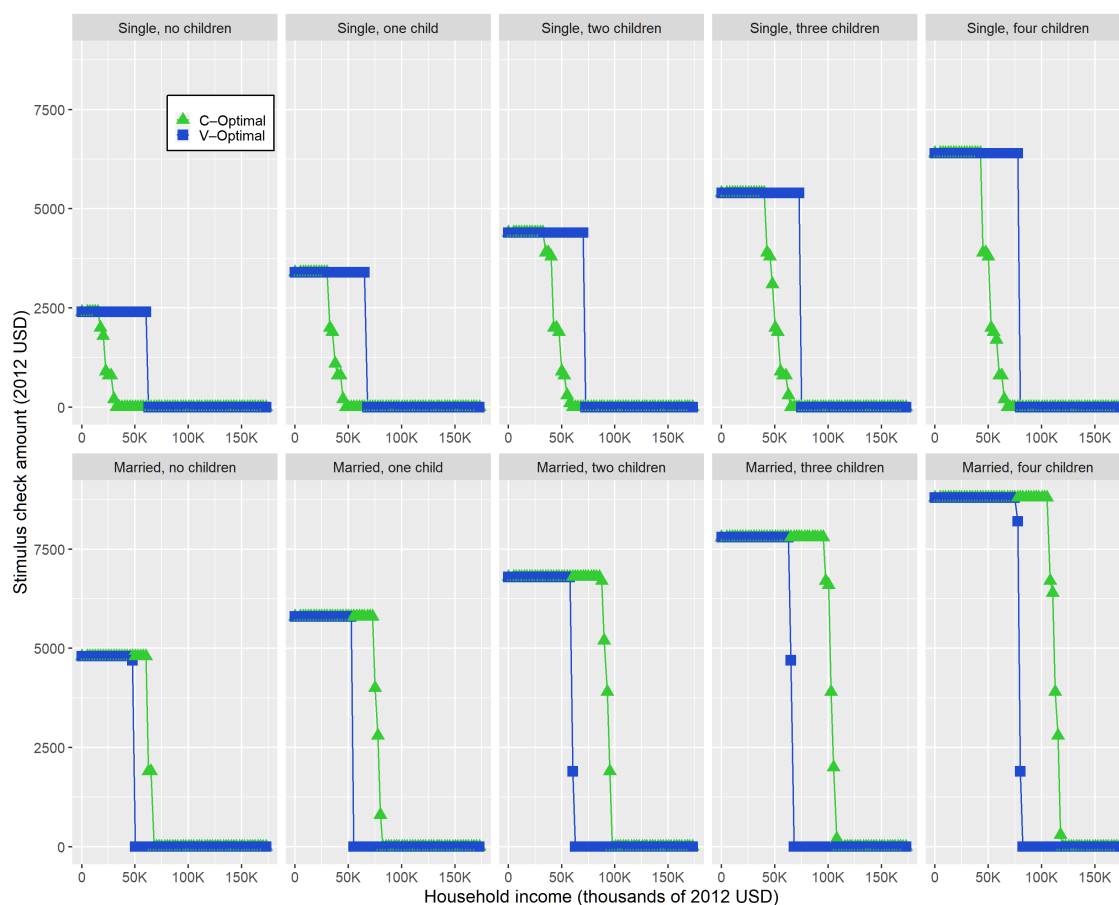 Single, no children
Single, one child
Single, two children
Single, three children
Single, four children
C–Optimal
V–Optimal
7500
5000
2500
0
0 50K 100K 150K
0 50K 100K 150K
0 50K 100K 150K
0 50K 100K 150K
0 50K 100K 150K
Stimulus check amount (2012 USD)
Married, no children
Married, one child
Married, two children
Married, three children
Married, four children
7500
5000
2500
0
0 50K 100K 150K
0 50K 100K 150K
0 50K 100K 150K
0 50K 100K 150K
0 50K 100K 150K
Household income (thousands of 2012 USD)